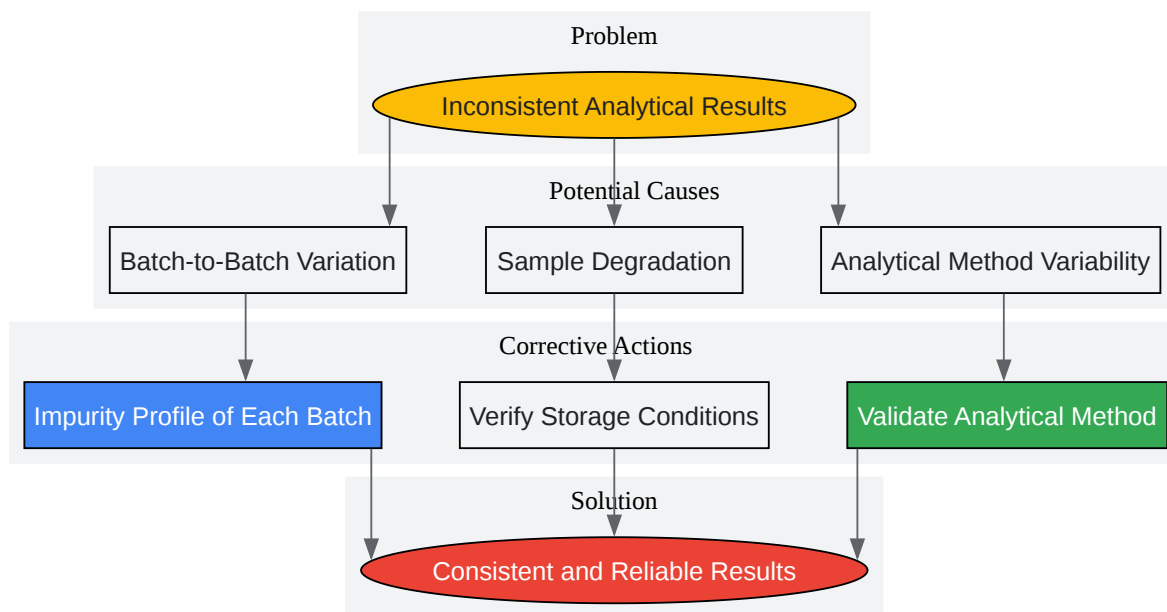 Problem
Inconsistent Analytical Results
Potential Causes
Batch-to-Batch Variation
Sample Degradation
Analytical Method Variability
Corrective Actions
Impurity Profile of Each Batch
Verify Storage Conditions
Validate Analytical Method
Solution
Consistent and Reliable Results